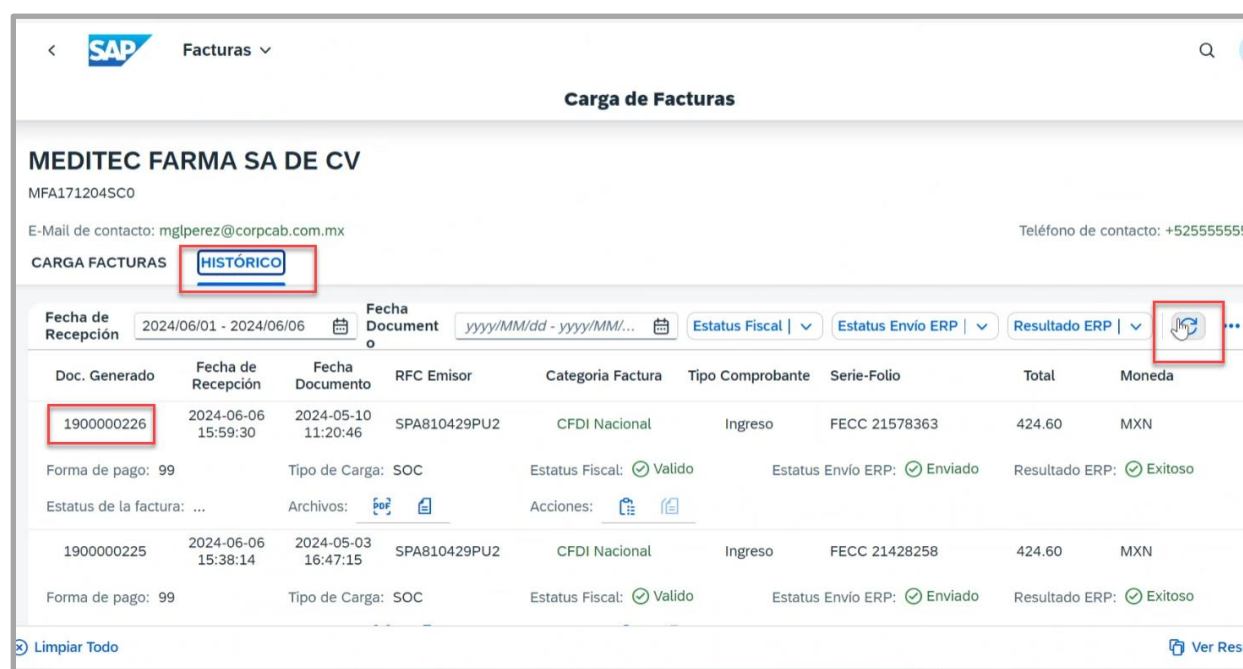 SAP Facturas
Carga de Facturas
MEDITEC FARMA SA DE CV
MFA171204SC0
E-Mail de contacto: mglperez@corpcab.com.mx Teléfono de contacto: +525555555
CARGA FACTURAS HISTÓRICO
Fecha de Recepción 2024/06/01 - 2024/06/06 Fecha Documento yyyy/MM/dd - yyyy/MM/... Estatus Fiscal | Estatus Envío ERP | Resultado ERP |
Doc. Generado Fecha de Recepción Fecha Documento RFC Emisor Categoria Factura Tipo Comprobante Serie-Folio Total Moneda
1900000226 2024-06-06 15:59:30 2024-05-10 11:20:46 SPA810429PU2 CFDI Nacional Ingreso FECC 21578363 424.60 MXN
Forma de pago: 99 Tipo de Carga: SOC Estatus Fiscal: Valido Estatus Envío ERP: Enviado Resultado ERP: Exitoso
Estatus de la factura: ... Archivos: PDF Acciones:
1900000225 2024-06-06 15:38:14 2024-05-03 16:47:15 SPA810429PU2 CFDI Nacional Ingreso FECC 21428258 424.60 MXN
Forma de pago: 99 Tipo de Carga: SOC Estatus Fiscal: Valido Estatus Envío ERP: Enviado Resultado ERP: Exitoso
Limpiar Todo Ver Res